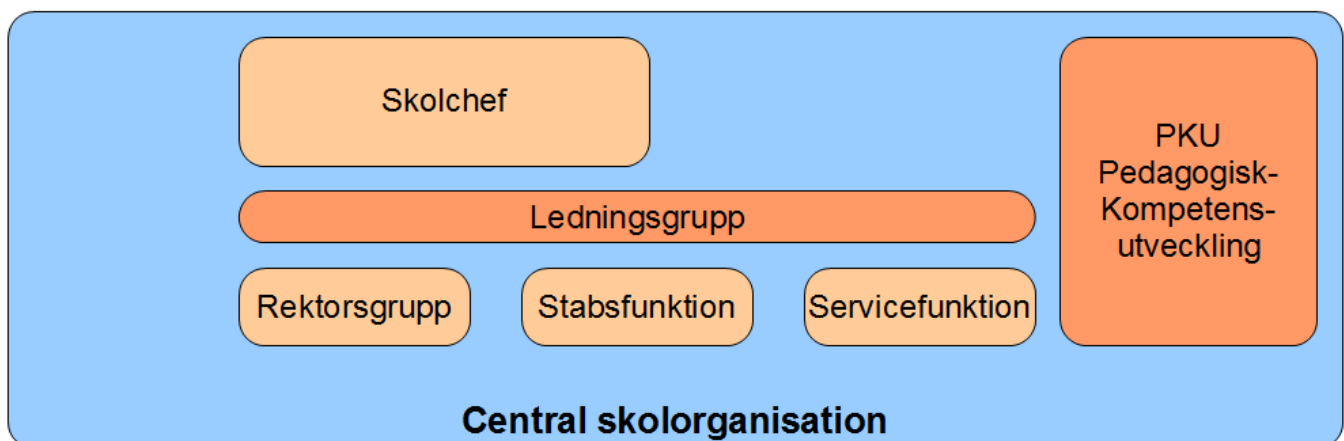 Skolchef
PKU
Pedagogisk-
Kompetens-
utveckling
Ledningsgrupp
Rektorsgrupp
Stabsfunktion
Servicefunktion
Central skolorganisation